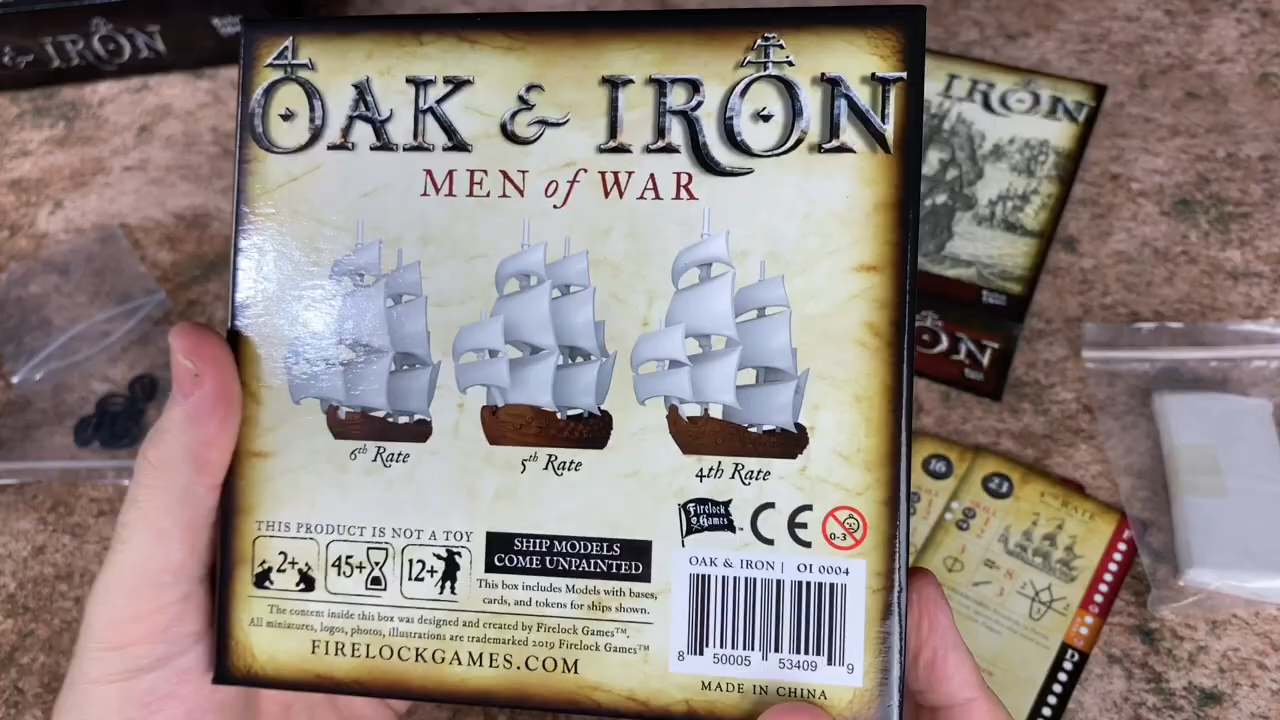 & IRON
OAK & IRON
MEN of WAR
IRON
ON
6th Rate
5th Rate
4th Rate
16
23
RATE
THIS PRODUCT IS NOT A TOY
2+
45+
12+
SHIP MODELS
COME UNPAINTED
This box includes Models with bases,
cards, and tokens for ships shown.
Firelock
Games
™
CE
0-3
OAK & IRON | OI 0004
8 50005 53409 9
The content inside this box was designed and created by Firelock Games™.
All miniatures, logos, photos, illustrations are trademarked 2019 Firelock Games™
FIRELOCKGAMES.COM
MADE IN CHINA